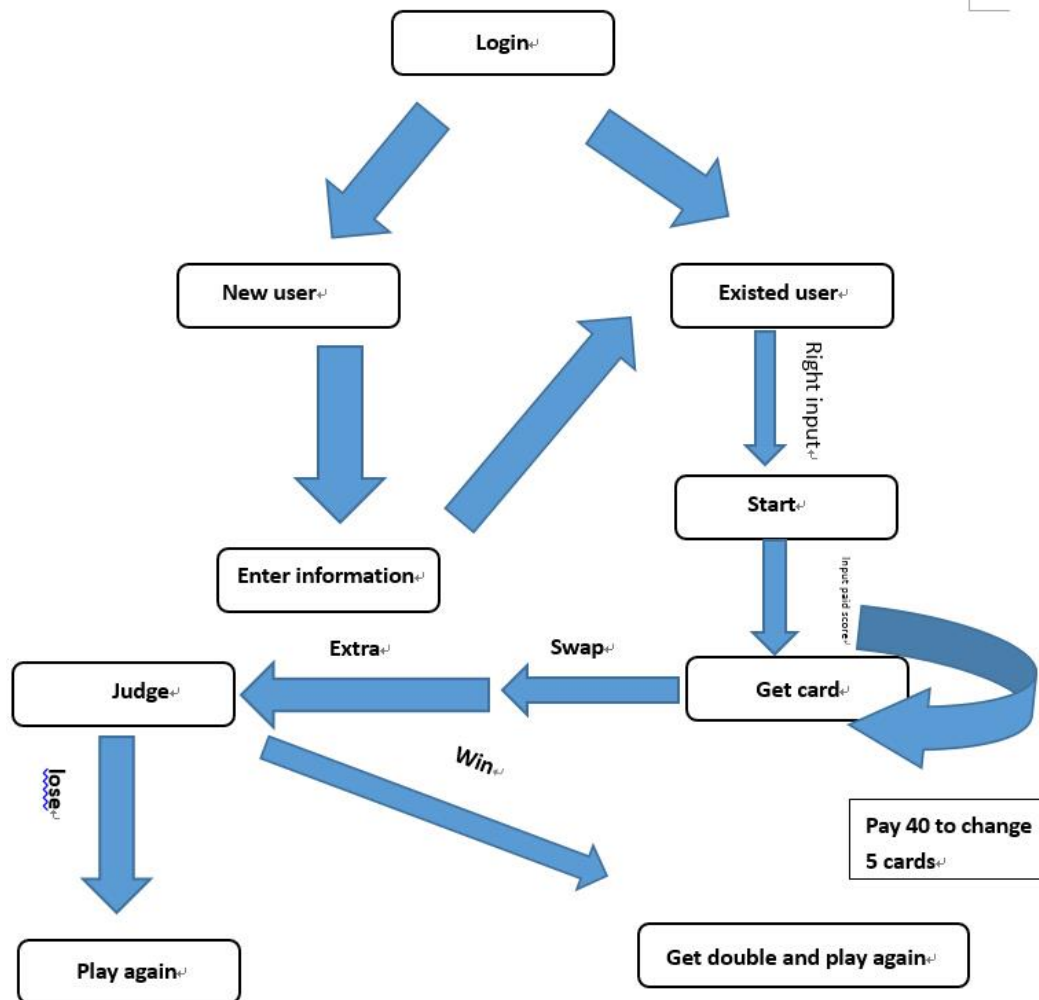 Login
New user
Existed user
Right input
Start
Enter information
Input paid score
Extra
Swap
Judge
Get card
Win
lose
Pay 40 to change
5 cards
Play again
Get double and play again